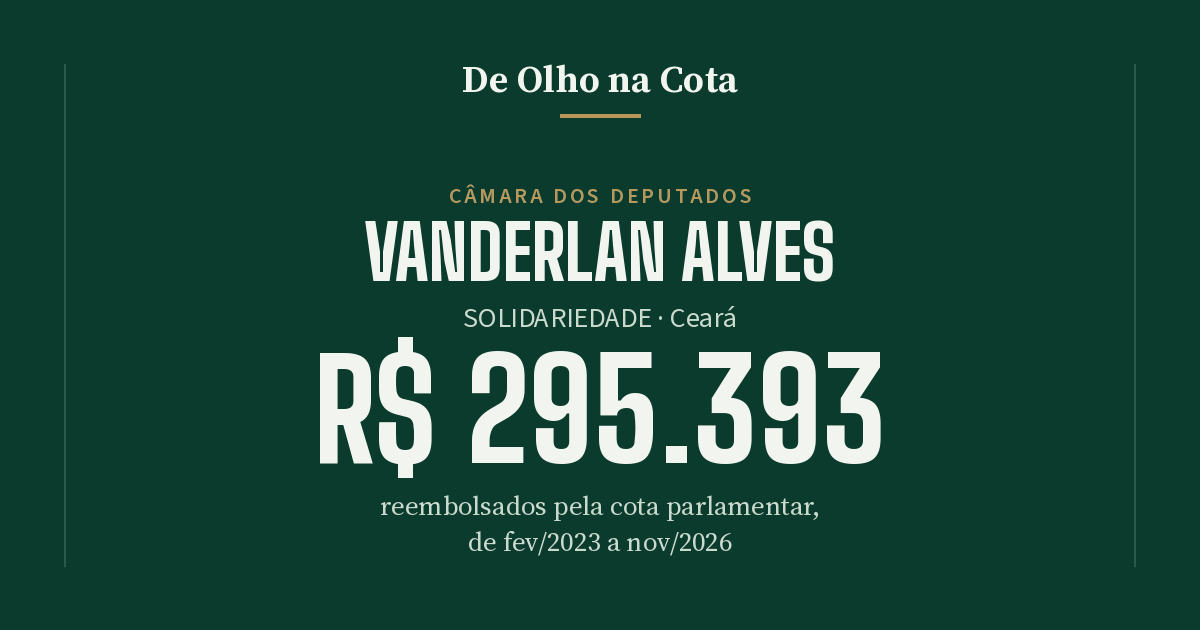 De Olho na Cota
CÂMARA DOS DEPUTADOS
VANDERLAN ALVES
SOLIDARIEDADE · Ceará
R$ 295.393
reembolsados pela cota parlamentar,
de fev/2023 a nov/2026